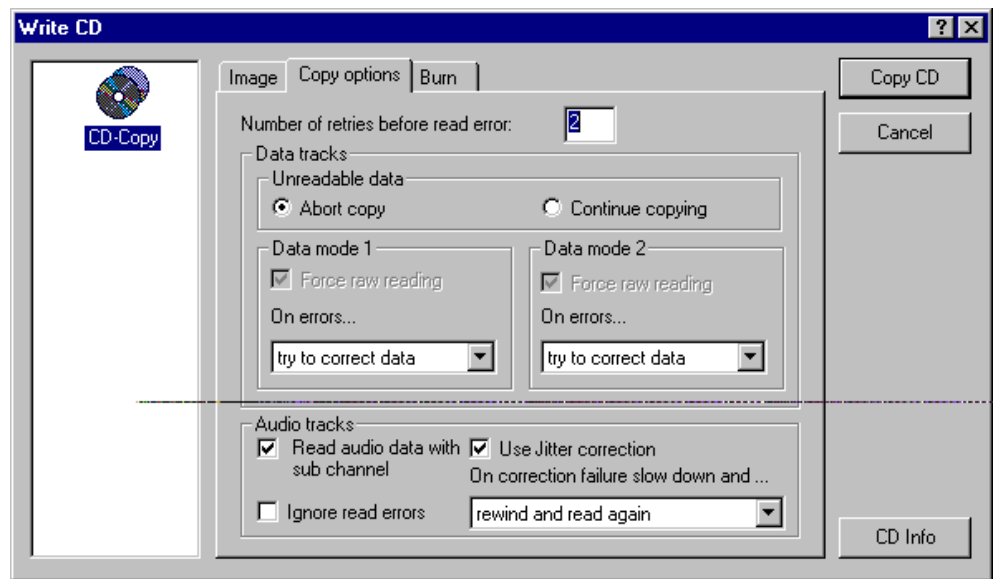 Write CD
CD-Copy
Image
Copy options
Burn
Number of retries before read error:
2
Data tracks
Unreadable data
Abort copy
Continue copying
Data mode 1
Force raw reading
On errors...
try to correct data
Data mode 2
Force raw reading
On errors...
try to correct data
Audio tracks
Read audio data with
sub channel
Use Jitter correction
On correction failure slow down and ...
Ignore read errors
rewind and read again
Copy CD
Cancel
CD Info